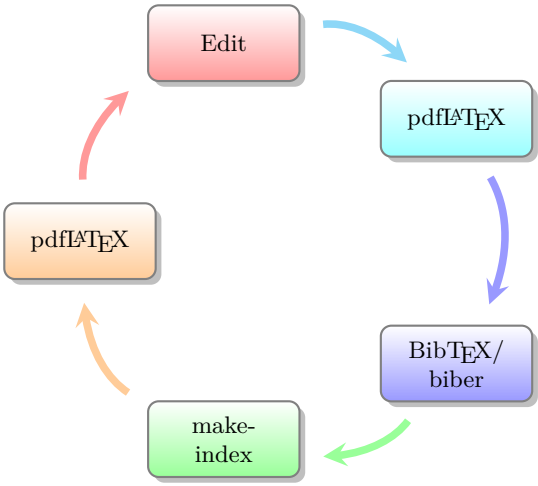 Edit
pdfLATEX
BibTEX/
biber
make-
index
pdfLATEX